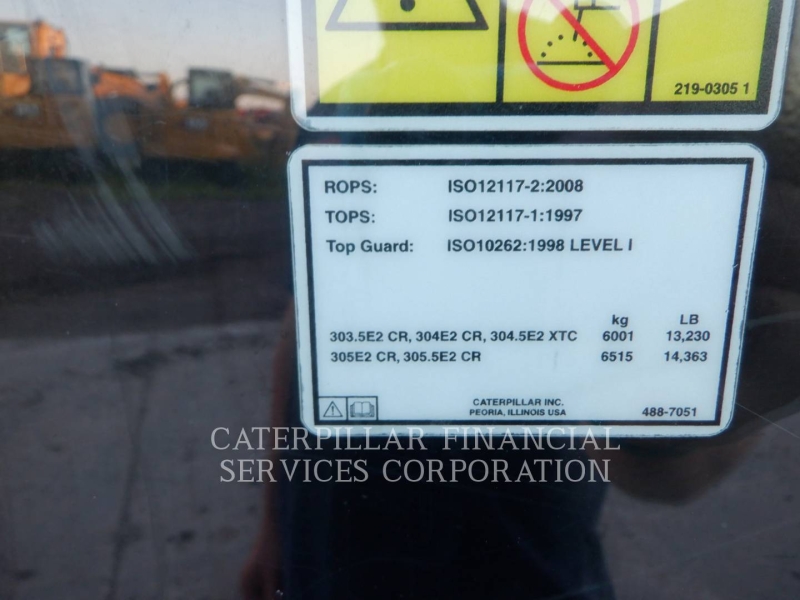 219-0305 1
ROPS: ISO12117-2:2008
TOPS: ISO12117-1:1997
Top Guard: ISO10262:1998 LEVEL I
kg LB
303.5E2 CR, 304E2 CR, 304.5E2 XTC 6001 13,230
305E2 CR, 305.5E2 CR 6515 14,363
CATERPILLAR INC.
PEORIA, ILLINOIS USA 488-7051
CATERPILLAR FINANCIAL
SERVICES CORPORATION